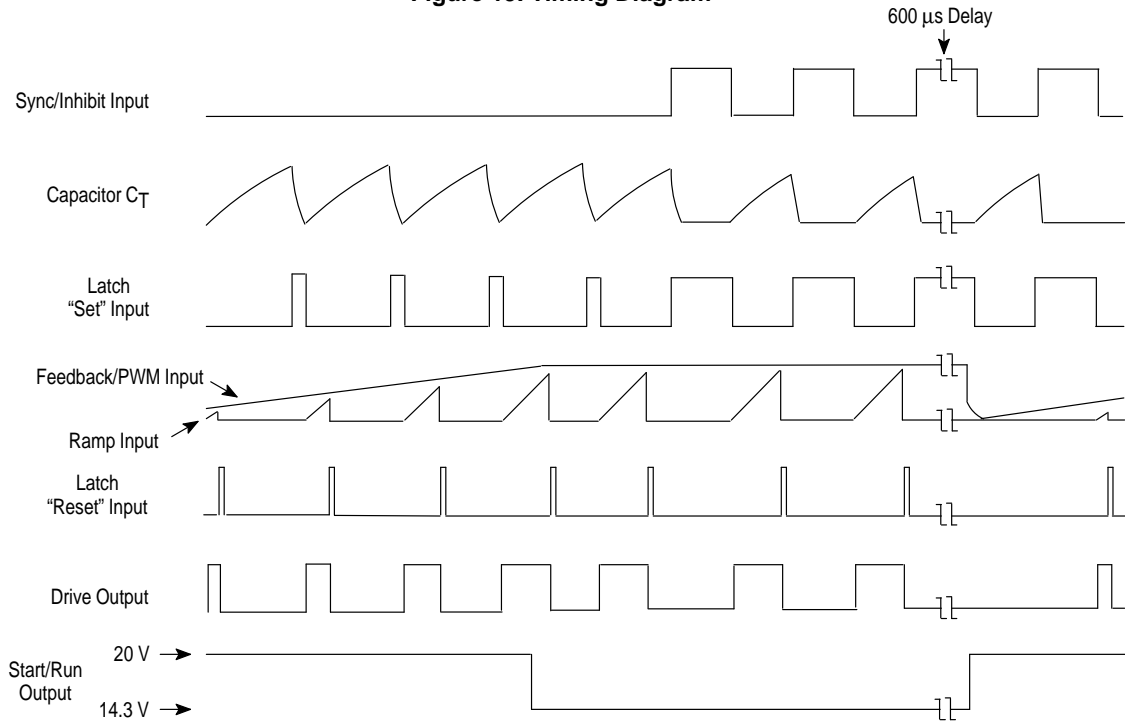 600 µs Delay
Sync/Inhibit Input
Capacitor CT
Latch
“Set” Input
Feedback/PWM Input
Ramp Input
Latch
“Reset” Input
Drive Output
20 V
Start/Run
Output
14.3 V